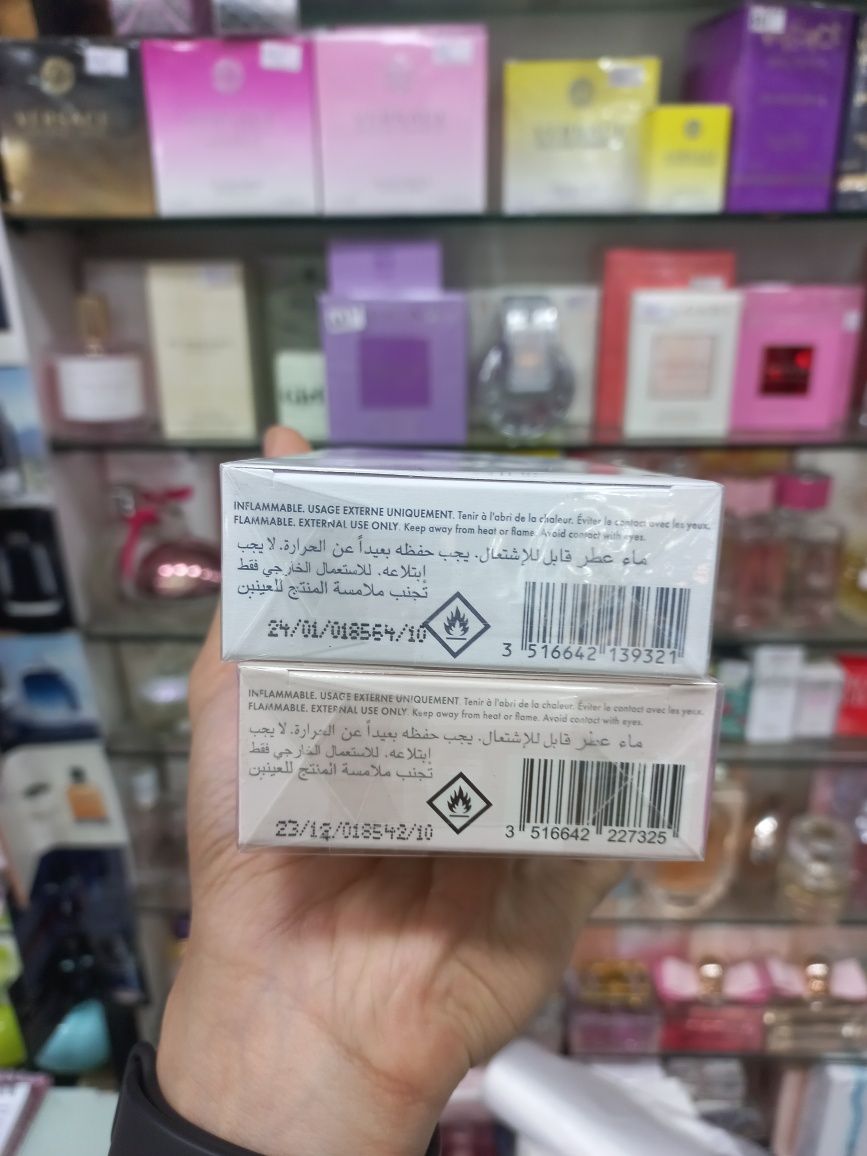 VERSACE
INFLAMMABLE. USAGE EXTERNE UNIQUEMENT. Tenir à l'abri de la chaleur. Éviter le contact avec les yeux.
FLAMMABLE. EXTERNAL USE ONLY. Keep away from heat or flame. Avoid contact with eyes.
ماء عطر قابل للإشتعال. يجب حفظه بعيداً عن الحرارة. لا يجب
إبتلاعه. للاستعمال الخارجي فقط
تجنب ملامسة المنتج للعينين
24/01/018564/10
3 516642 139321
INFLAMMABLE. USAGE EXTERNE UNIQUEMENT. Tenir à l'abri de la chaleur. Éviter le contact avec les yeux.
FLAMMABLE. EXTERNAL USE ONLY. Keep away from heat or flame. Avoid contact with eyes.
ماء عطر قابل للإشتعال. يجب حفظه بعيداً عن الحرارة. لا يجب
إبتلاعه. للاستعمال الخارجي فقط
تجنب ملامسة المنتج للعينين
23/12/018542/10
3 516642 227325